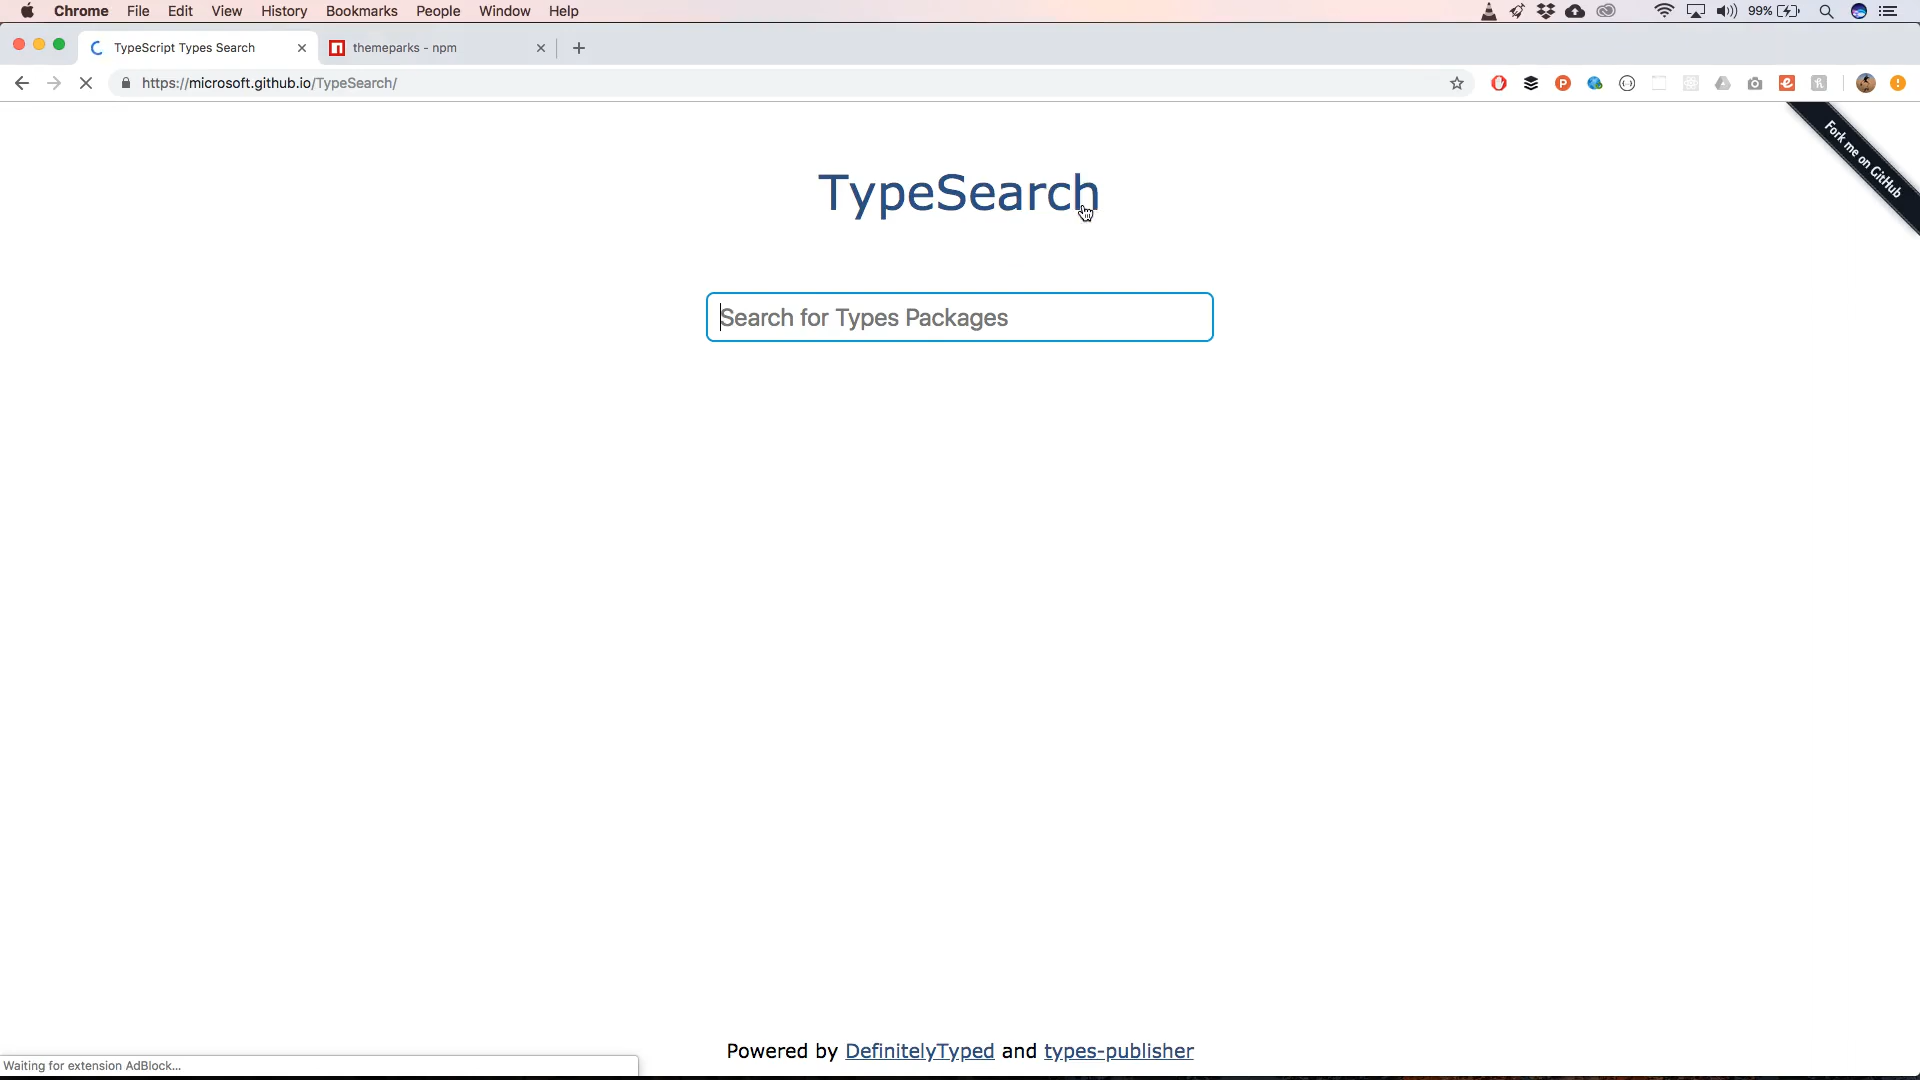 Chrome File Edit View History Bookmarks People Window Help 99%
TypeScript Types Search themeparks - npm
https://microsoft.github.io/TypeSearch/
Fork me on GitHub
TypeSearch
Search for Types Packages
Powered by DefinitelyTyped and types-publisher
Waiting for extension AdBlock...